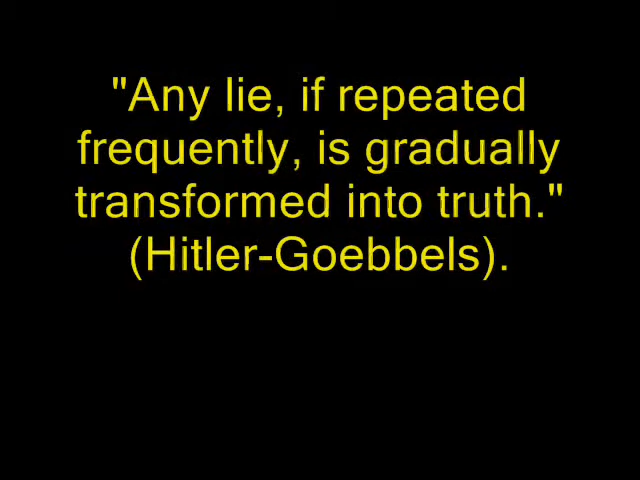 "Any lie, if repeated
frequently, is gradually
transformed into truth."
(Hitler-Goebbels).